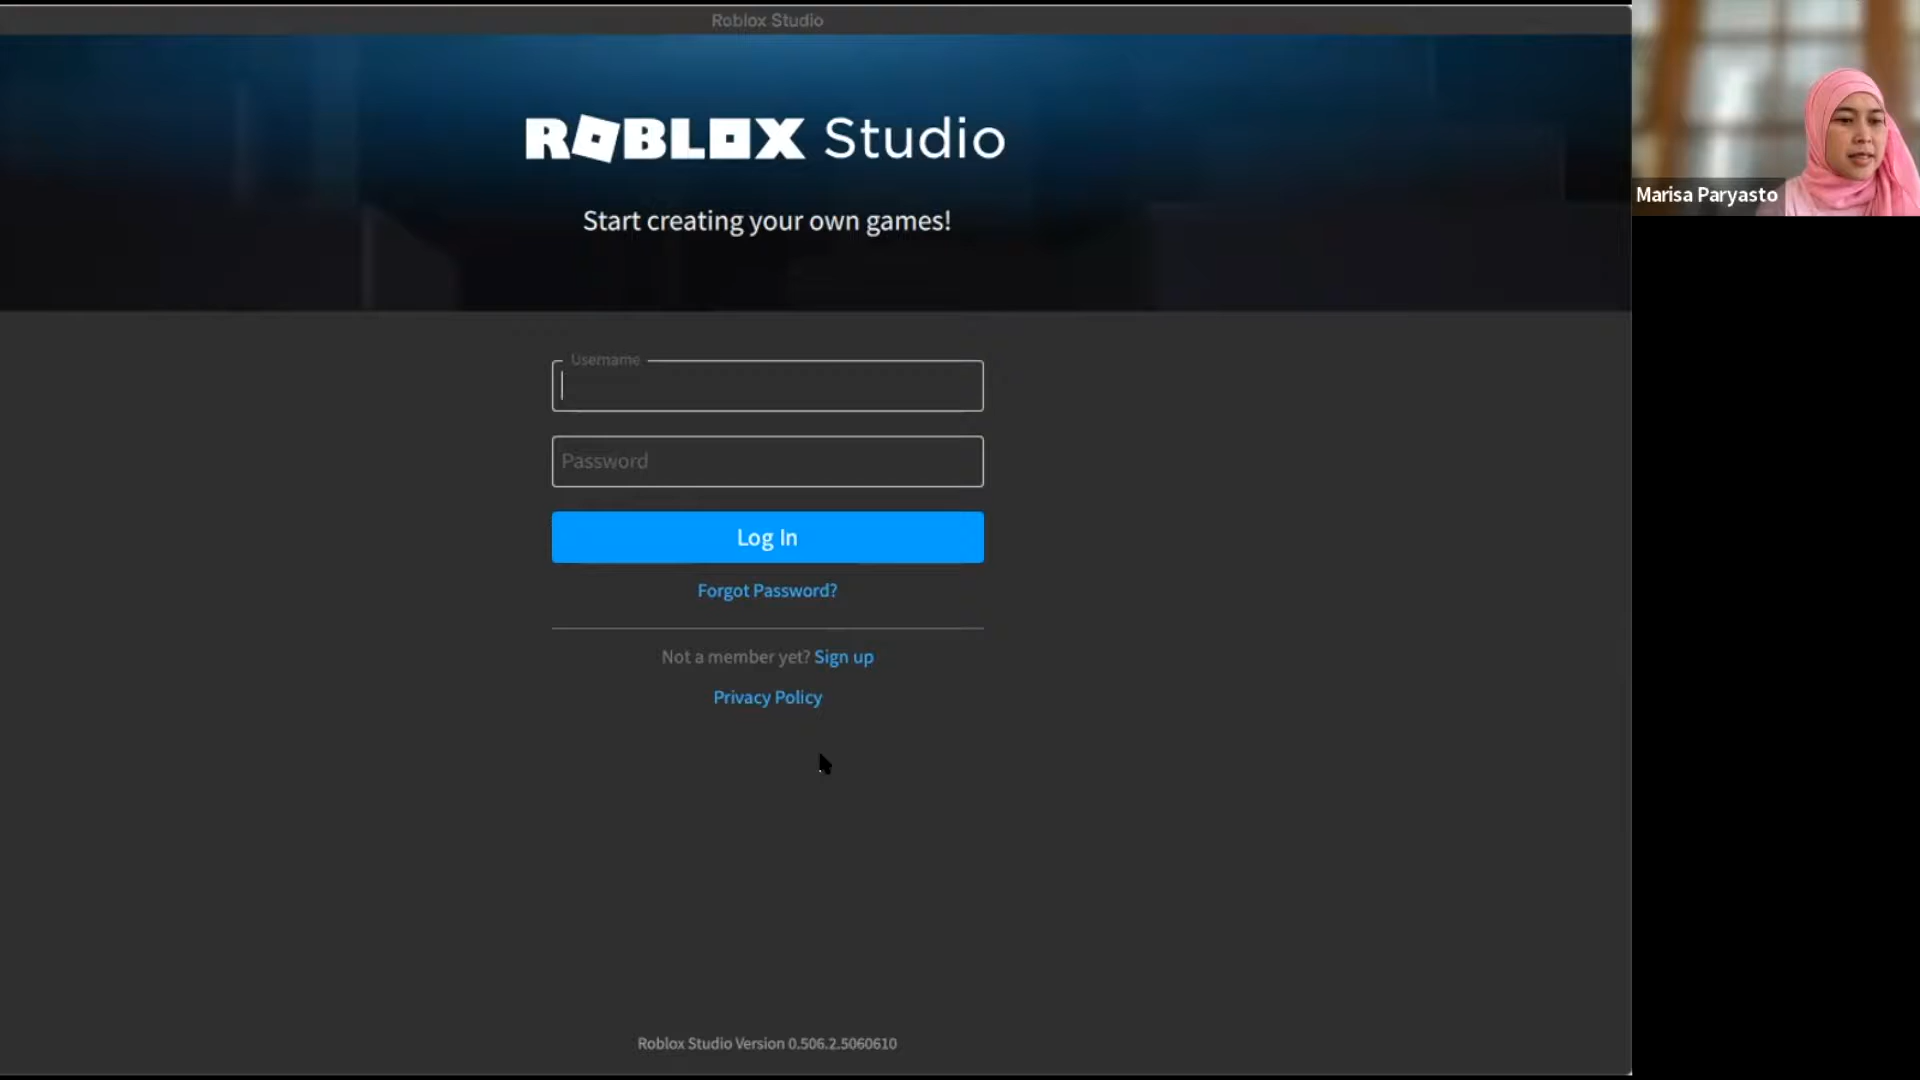 Roblox Studio
ROBLOX Studio
Start creating your own games!
Username
Password
Log In
Forgot Password?
Not a member yet? Sign up
Privacy Policy
Roblox Studio Version 0.506.2.5060610
Marisa Paryasto